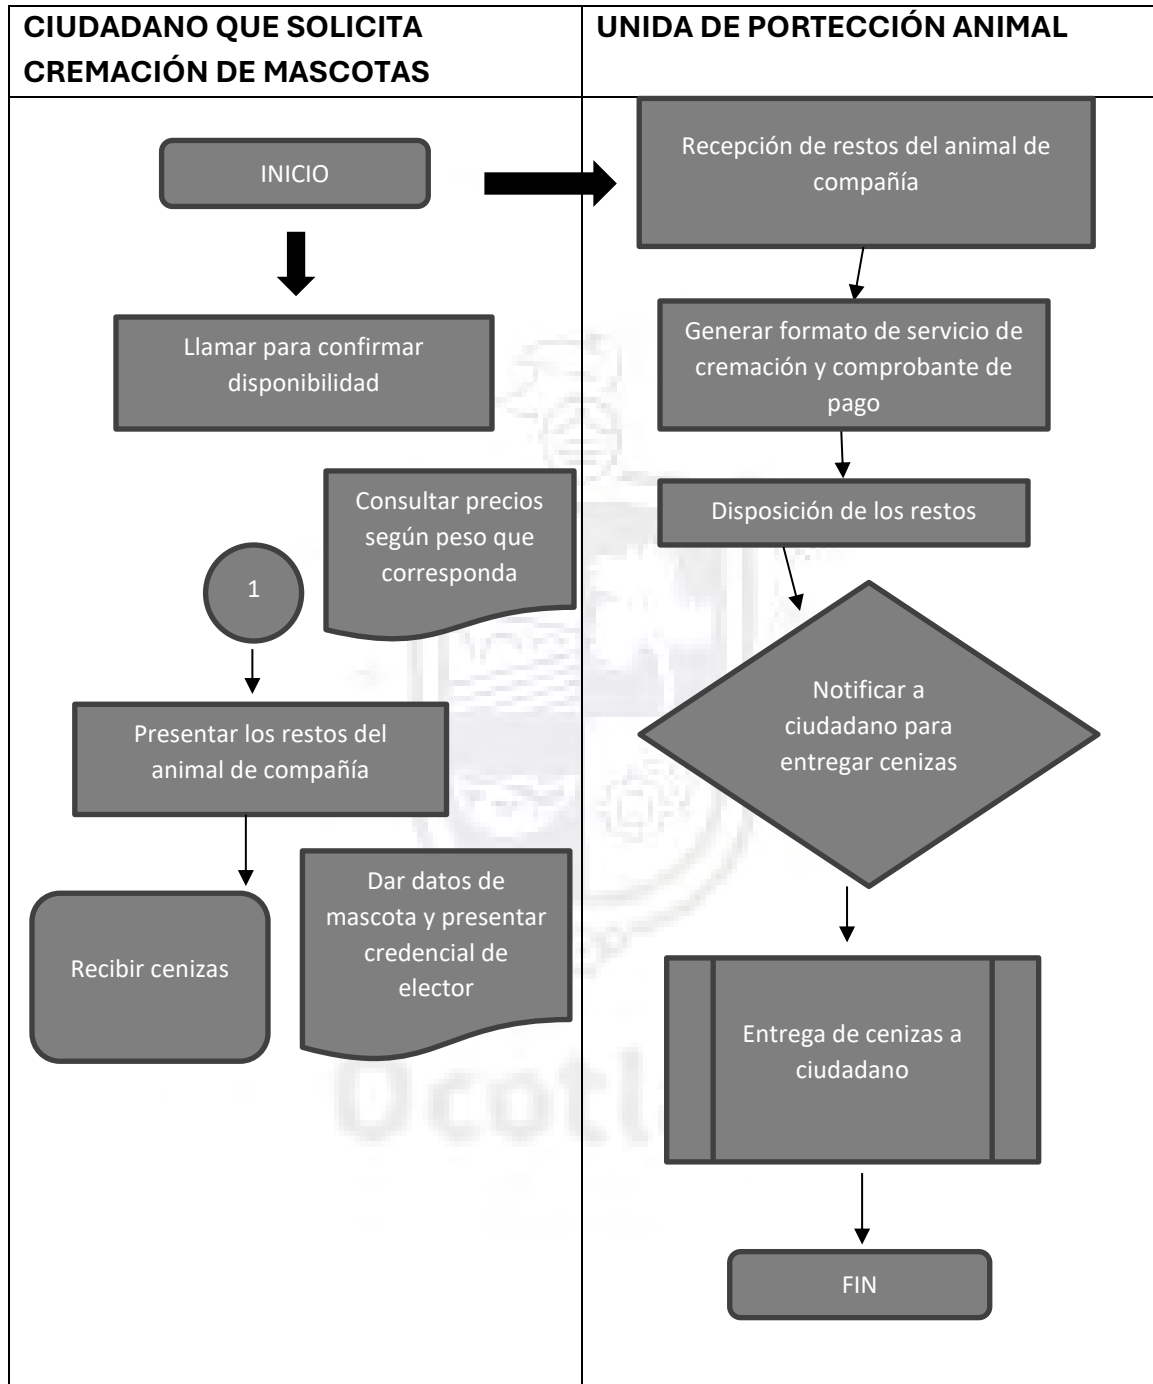 CIUDADANO QUE SOLICITA
CREMACIÓN DE MASCOTAS
UNIDA DE PORTECCIÓN ANIMAL
INICIO
Llamar para confirmar
disponibilidad
Consultar precios
según peso que
corresponda
1
Presentar los restos del
animal de compañía
Dar datos de
mascota y presentar
credencial de
elector
Recibir cenizas
Recepción de restos del animal de
compañía
Generar formato de servicio de
cremación y comprobante de
pago
Disposición de los restos
Notificar a
ciudadano para
entregar cenizas
Entrega de cenizas a
ciudadano
FIN
Ocotl